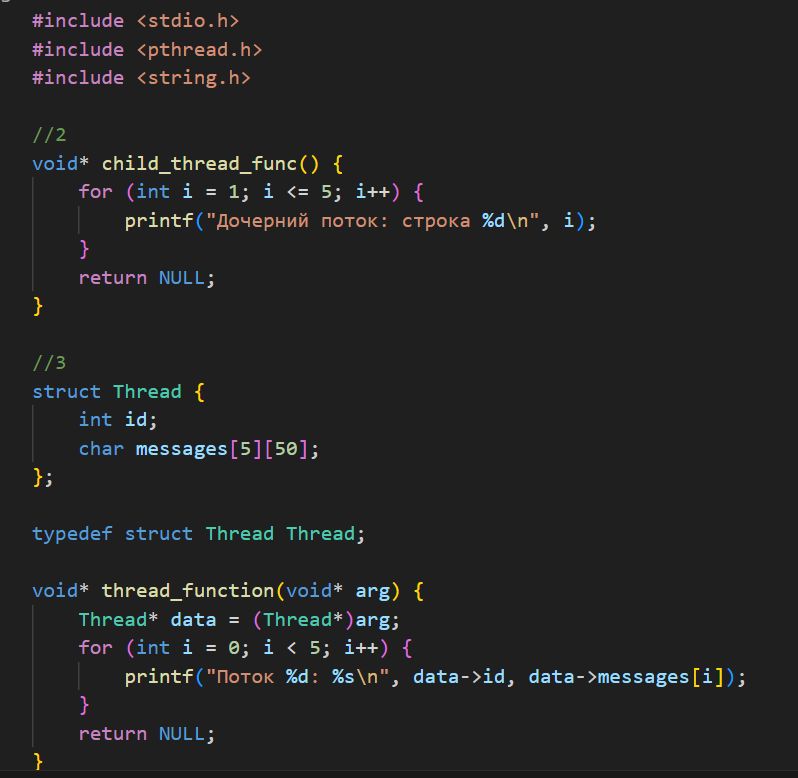 #include <stdio.h>
#include <pthread.h>
#include <string.h>
//2
void* child_thread_func() {
    for (int i = 1; i <= 5; i++) {
        printf("Дочерний поток: строка %d\n", i);
    }
    return NULL;
}
//3
struct Thread {
    int id;
    char messages[5][50];
};
typedef struct Thread Thread;
void* thread_function(void* arg) {
    Thread* data = (Thread*)arg;
    for (int i = 0; i < 5; i++) {
        printf("Поток %d: %s\n", data->id, data->messages[i]);
    }
    return NULL;
}